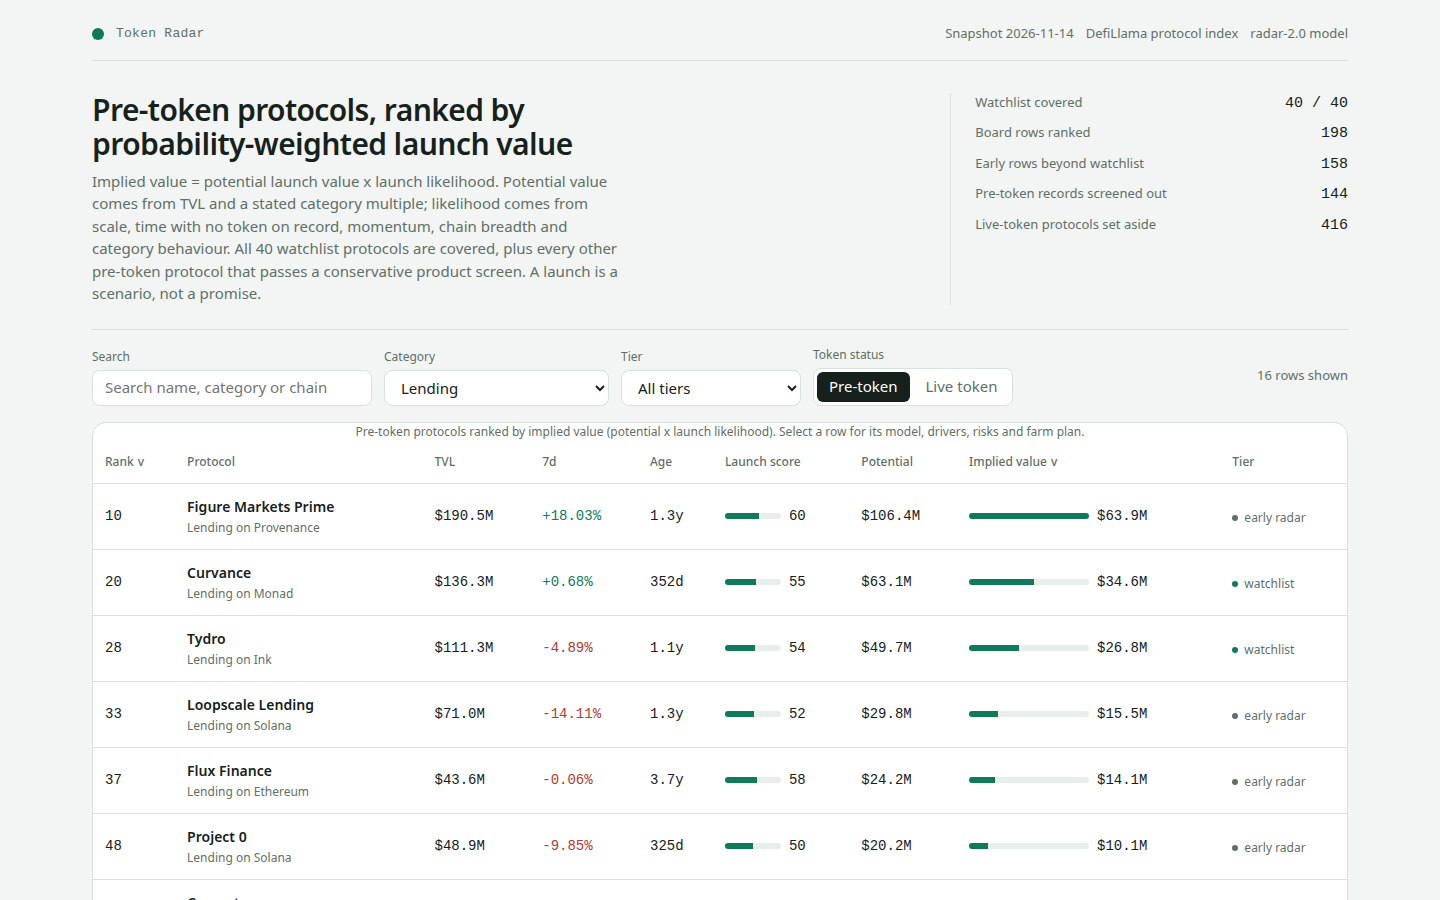 Token Radar
Snapshot 2026-11-14 DefiLlama protocol index radar-2.0 model
Pre-token protocols, ranked by
probability-weighted launch value
Implied value = potential launch value x launch likelihood. Potential value
comes from TVL and a stated category multiple; likelihood comes from
scale, time with no token on record, momentum, chain breadth and
category behaviour. All 40 watchlist protocols are covered, plus every other
pre-token protocol that passes a conservative product screen. A launch is a
scenario, not a promise.
Watchlist covered 40 / 40
Board rows ranked 198
Early rows beyond watchlist 158
Pre-token records screened out 144
Live-token protocols set aside 416
Search Category Tier Token status
Search name, category or chain Lending All tiers Pre-token Live token 16 rows shown
Pre-token protocols ranked by implied value (potential x launch likelihood). Select a row for its model, drivers, risks and farm plan.
Rank v Protocol TVL 7d Age Launch score Potential Implied value v Tier
10 Figure Markets Prime $190.5M +18.03% 1.3y 60 $106.4M $63.9M early radar
Lending on Provenance
20 Curvance $136.3M +0.68% 352d 55 $63.1M $34.6M watchlist
Lending on Monad
28 Tydro $111.3M -4.89% 1.1y 54 $49.7M $26.8M watchlist
Lending on Ink
33 Loopscale Lending $71.0M -14.11% 1.3y 52 $29.8M $15.5M early radar
Lending on Solana
37 Flux Finance $43.6M -0.06% 3.7y 58 $24.2M $14.1M early radar
Lending on Ethereum
48 Project 0 $48.9M -9.85% 325d 50 $20.2M $10.1M early radar
Lending on Solana